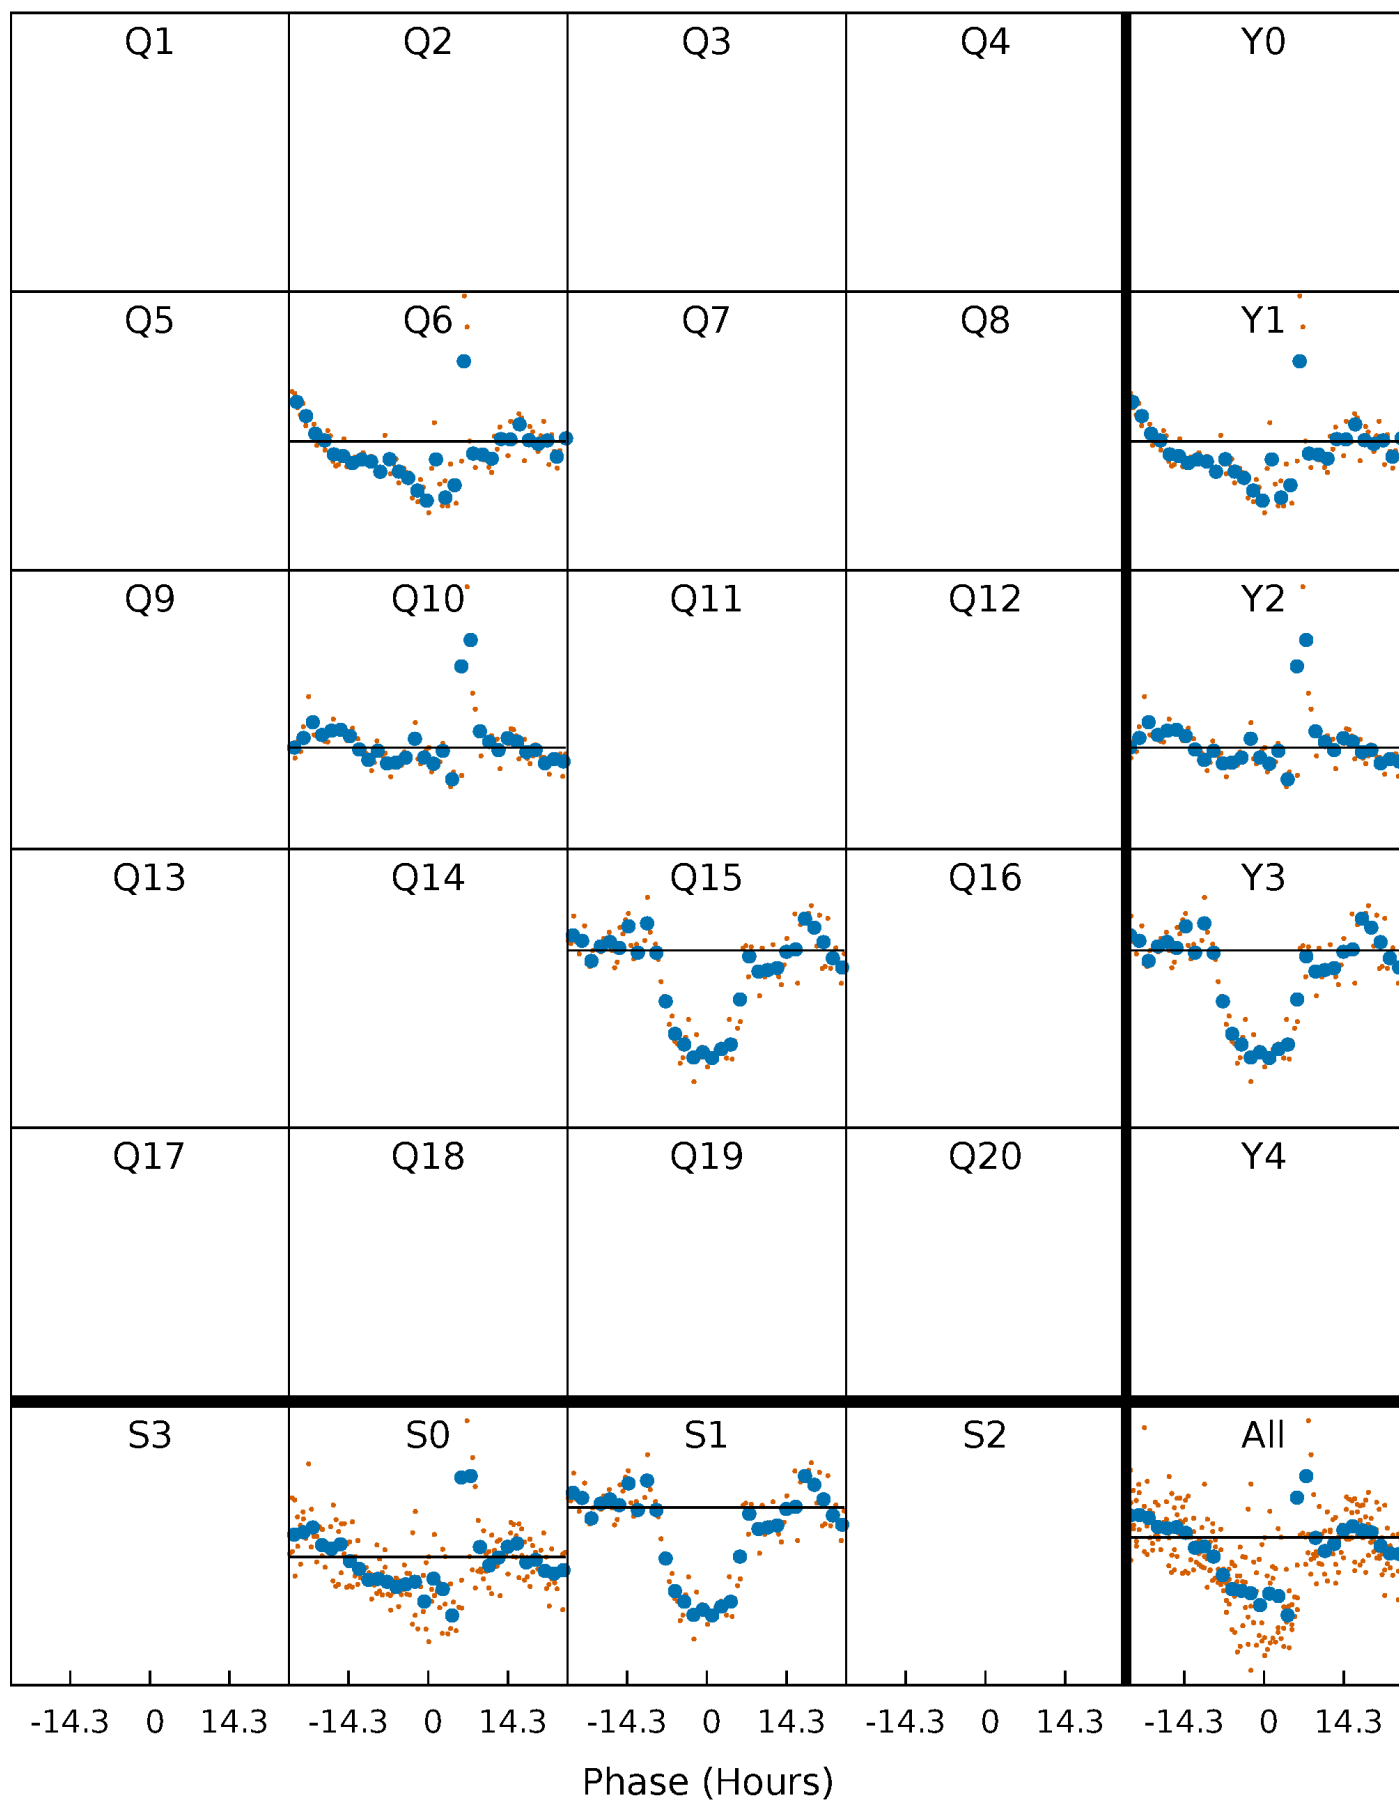 Q1 Q2 Q3 Q4 Y0
Q5 Q6 Q7 Q8 Y1
Q9 Q10 Q11 Q12 Y2
Q13 Q14 Q15 Q16 Y3
Q17 Q18 Q19 Q20 Y4
S3 S0 S1 S2 All
-14.3 0 14.3 -14.3 0 14.3 -14.3 0 14.3 -14.3 0 14.3 -14.3 0 14.3
Phase (Hours)